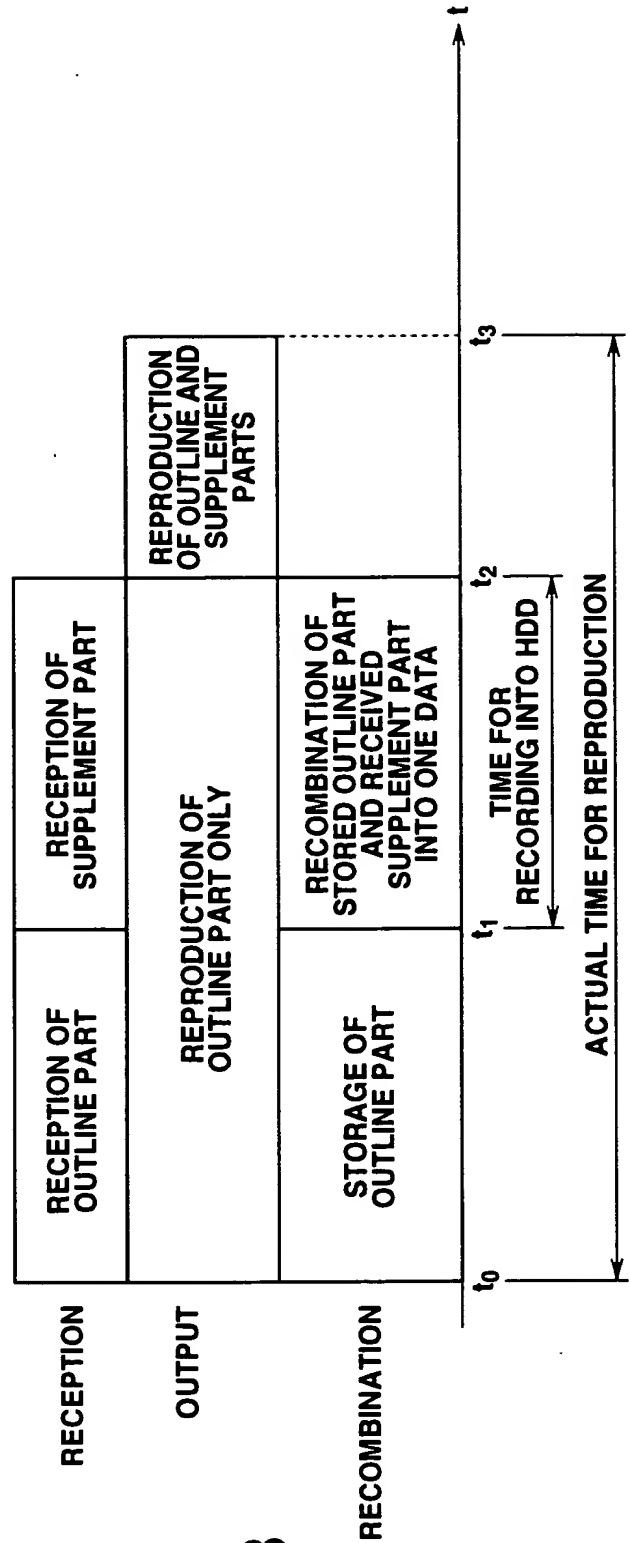 RECEPTION
RECEPTION OF
OUTLINE PART
RECEPTION OF
SUPPLEMENT PART
OUTPUT
REPRODUCTION OF
OUTLINE PART ONLY
REPRODUCTION
OF OUTLINE AND
SUPPLEMENT
PARTS
RECOMBINATION
STORAGE OF
OUTLINE PART
RECOMBINATION OF
STORED OUTLINE PART
AND RECEIVED
SUPPLEMENT PART
INTO ONE DATA
t0
t1
t2
t3
t
TIME FOR
RECORDING INTO HDD
ACTUAL TIME FOR REPRODUCTION